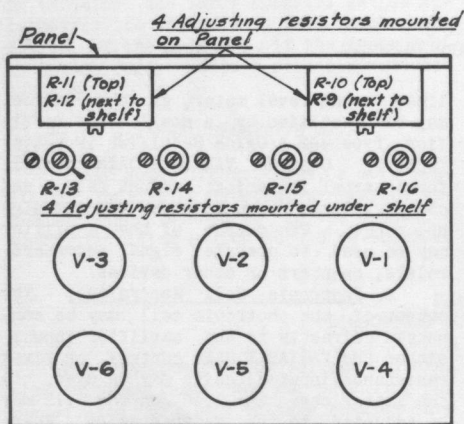 4 Adjusting resistors mounted
on Panel
Panel
R-11 (Top)
R-12 (next to
shelf)
R-10 (Top)
R-9 (next to
shelf)
R-13
R-14
R-15
R-16
4 Adjusting resistors mounted under shelf
V-3
V-2
V-1
V-6
V-5
V-4